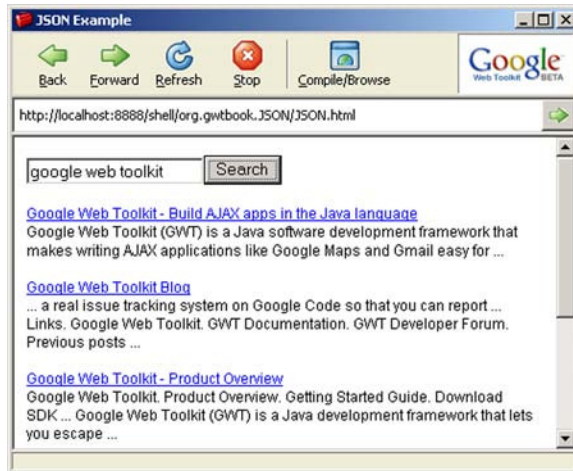 JSON Example
Back Forward Refresh Stop Compile/Browse
Google
Web Toolkit BETA
http://localhost:8888/shell/org.gwtbook.JSON/JSON.html
google web toolkit Search
Google Web Toolkit - Build AJAX apps in the Java language
Google Web Toolkit (GWT) is a Java software development framework that
makes writing AJAX applications like Google Maps and Gmail easy for ...
Google Web Toolkit Blog
... a real issue tracking system on Google Code so that you can report ...
Links. Google Web Toolkit. GWT Documentation. GWT Developer Forum.
Previous posts ...
Google Web Toolkit - Product Overview
Google Web Toolkit. Product Overview. Getting Started Guide. Download
SDK ... Google Web Toolkit (GWT) is a Java development framework that lets
you escape ...